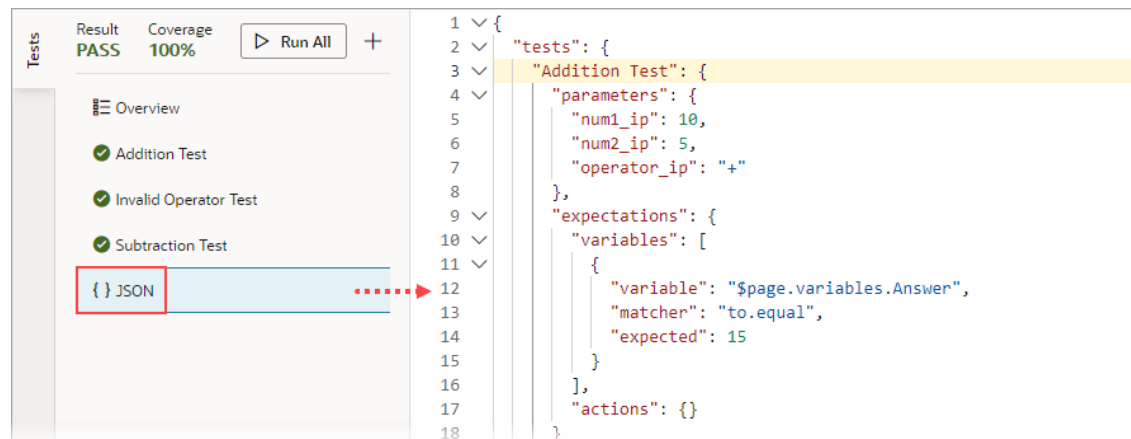 Tests
Result Coverage
PASS 100%
Run All +
Overview
Addition Test
Invalid Operator Test
Subtraction Test
{ } JSON
1 {
2 "tests": {
3 "Addition Test": {
4 "parameters": {
5 "num1_ip": 10,
6 "num2_ip": 5,
7 "operator_ip": "+"
8 },
9 "expectations": {
10 "variables": [
11 {
12 "variable": "$page.variables.Answer",
13 "matcher": "to.equal",
14 "expected": 15
15 }
16 ],
17 "actions": {}
18 }